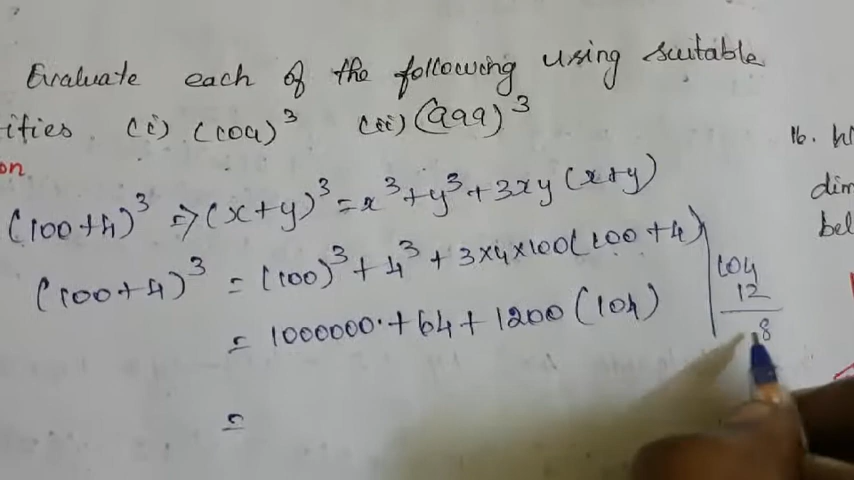 Evaluate each of the following using suitable
ities (i) (104)³ (ii) (999)³
on
(100+4)³ ⇒ (x+y)³ = x³+y³+3xy(x+y)
(100+4)³ = (100)³ + 4³ + 3×4×100(100+4)
= 1000000 + 64 + 1200 (104)
=
104
12
8
16.
dim
bel